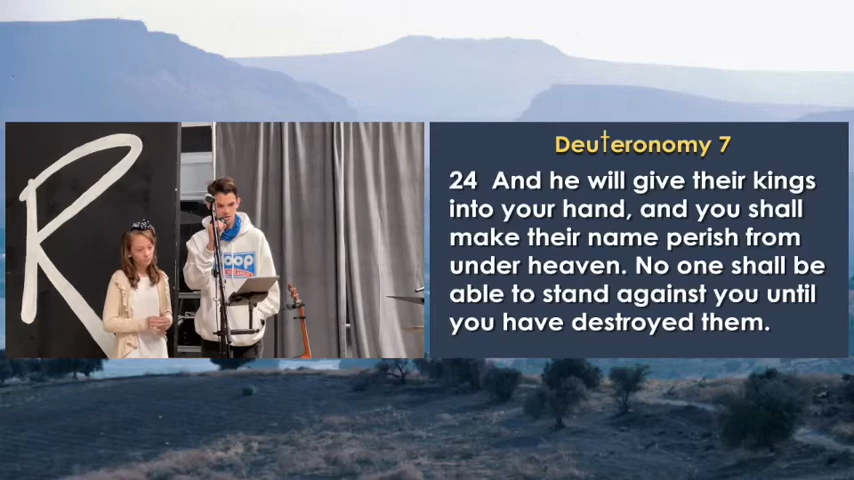 R
oop
Deuteronomy 7
24 And he will give their kings
into your hand, and you shall
make their name perish from
under heaven. No one shall be
able to stand against you until
you have destroyed them.